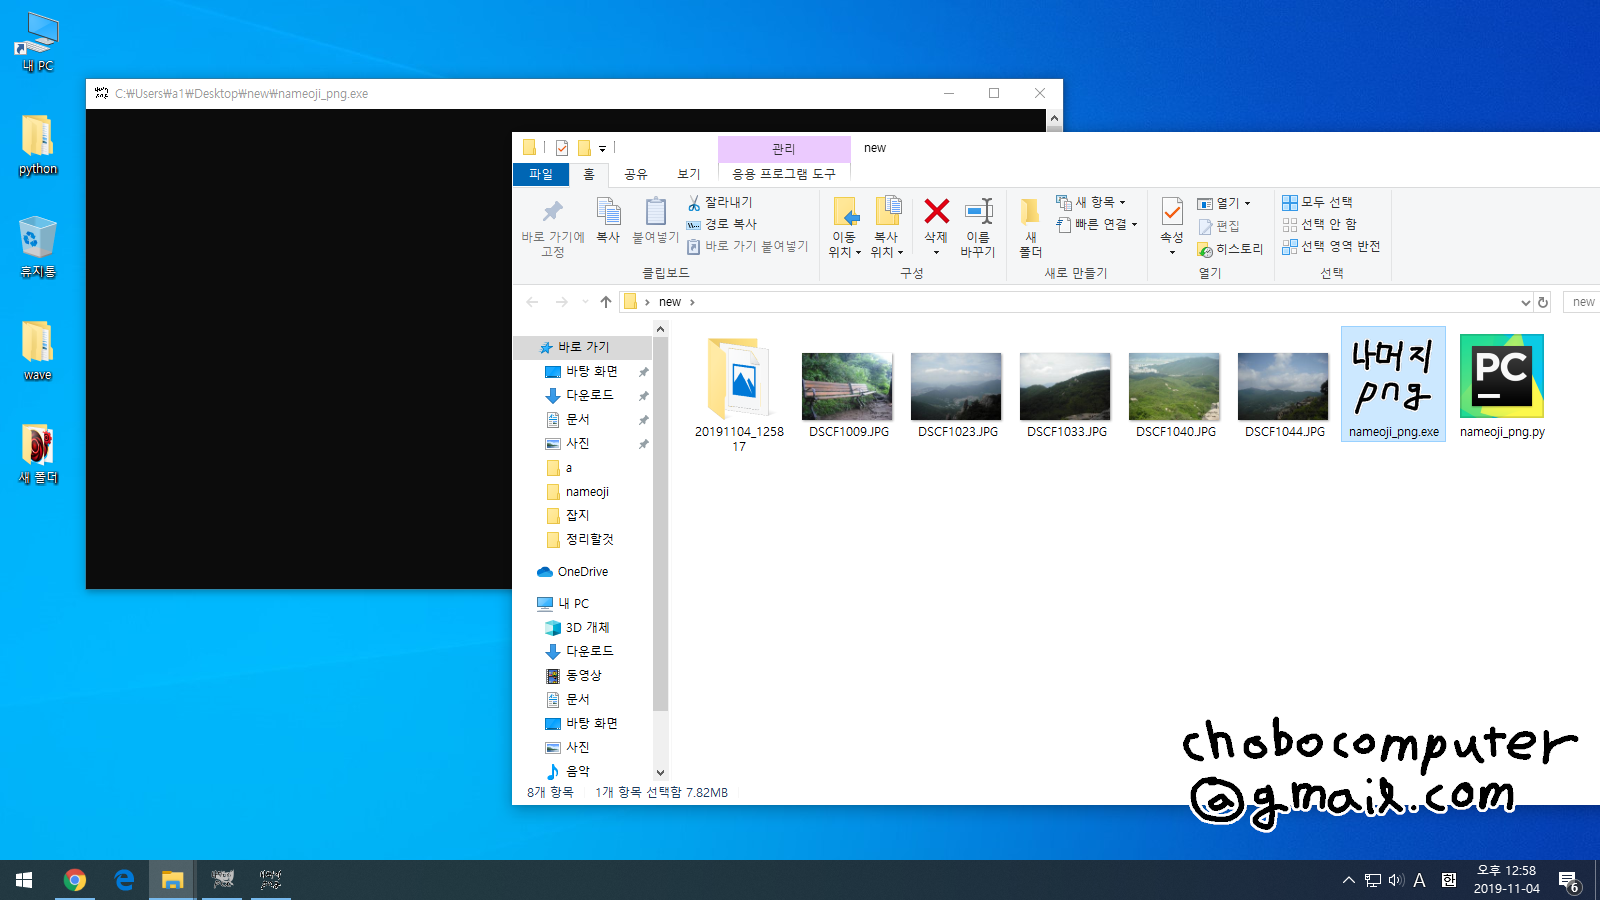 내 PC
python
휴지통
wave
새 폴더
C:₩Users₩a1₩Desktop₩new₩nameoji_png.exe
관리
new
파일
홈
공유
보기
응용 프로그램 도구
바로 가기에
고정
복사
붙여넣기
잘라내기
경로 복사
바로 가기 붙여넣기
클립보드
이동
위치
복사
위치
삭제
이름
바꾸기
구성
새
폴더
새 항목
빠른 연결
새로 만들기
속성
열기
편집
히스토리
열기
모두 선택
선택 안 함
선택 영역 반전
선택
new
new
바로 가기
바탕 화면
다운로드
문서
사진
a
nameoji
잡지
정리할것
OneDrive
내 PC
3D 개체
다운로드
동영상
문서
바탕 화면
사진
음악
20191104_1258
17
DSCF1009.JPG
DSCF1023.JPG
DSCF1033.JPG
DSCF1040.JPG
DSCF1044.JPG
나머지
png
nameoji_png.exe
PC
nameoji_png.py
8개 항목
1개 항목 선택함 7.82MB
chobocomputer
@gmail.com
A
한
오후 12:58
2019-11-04
6